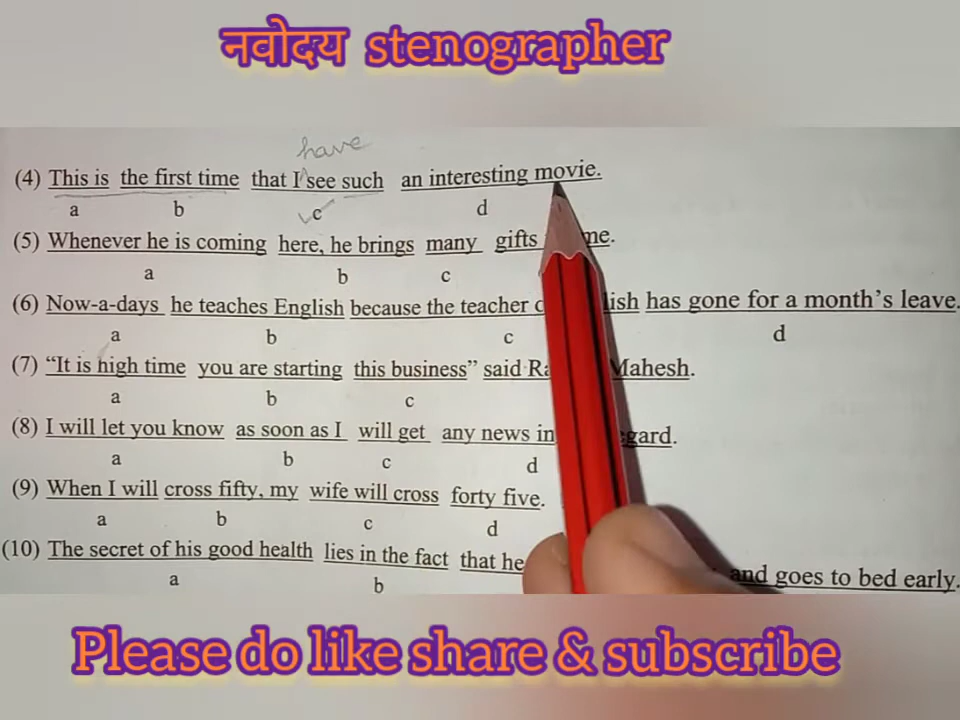 नवोदय stenographer
have
(4) This is the first time that I see such an interesting movie.
a b c d
(5) Whenever he is coming here, he brings many gifts me.
a b c
(6) Now-a-days he teaches English because the teacher lish has gone for a month's leave.
a b c d
(7) "It is high time you are starting this business" said Ra Mahesh.
a b c
(8) I will let you know as soon as I will get any news in egard.
a b c d
(9) When I will cross fifty, my wife will cross forty five.
a b c d
(10) The secret of his good health lies in the fact that he and goes to bed early.
a b
Please do like share & subscribe